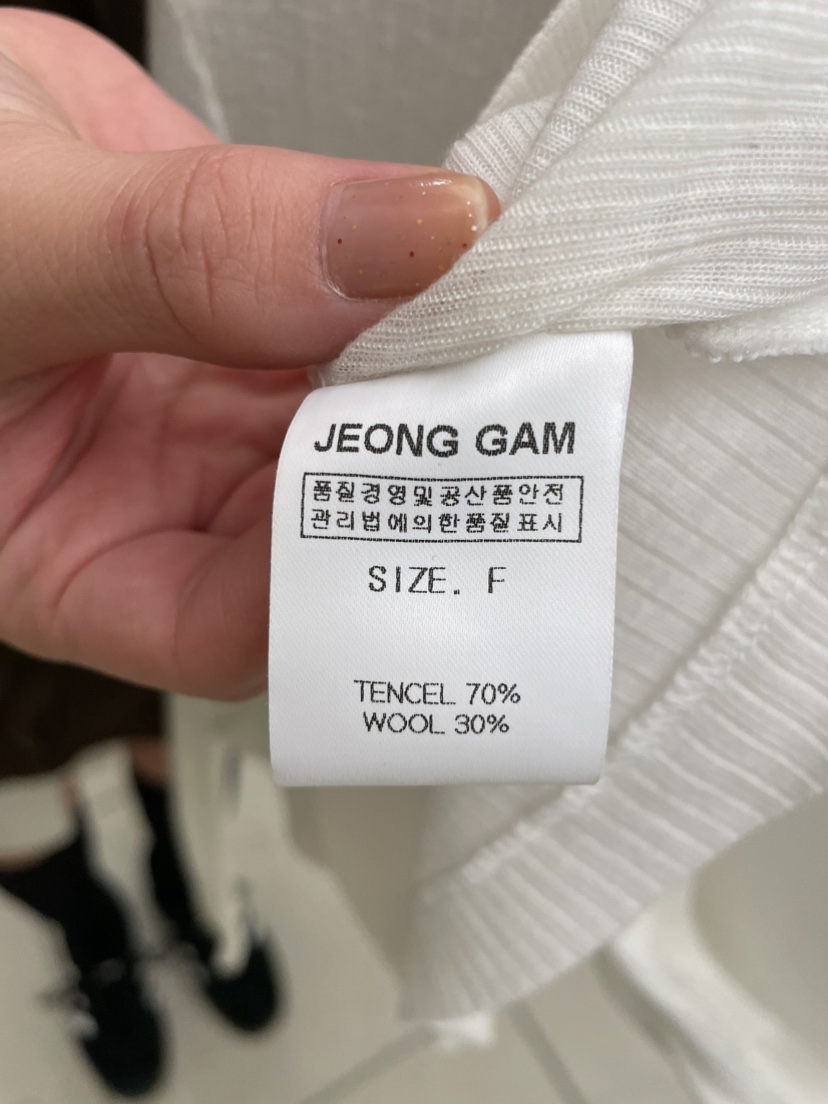 JEONG GAM
품질경영및공산품안전
관리법에의한품질표시
SIZE. F
TENCEL 70%
WOOL 30%